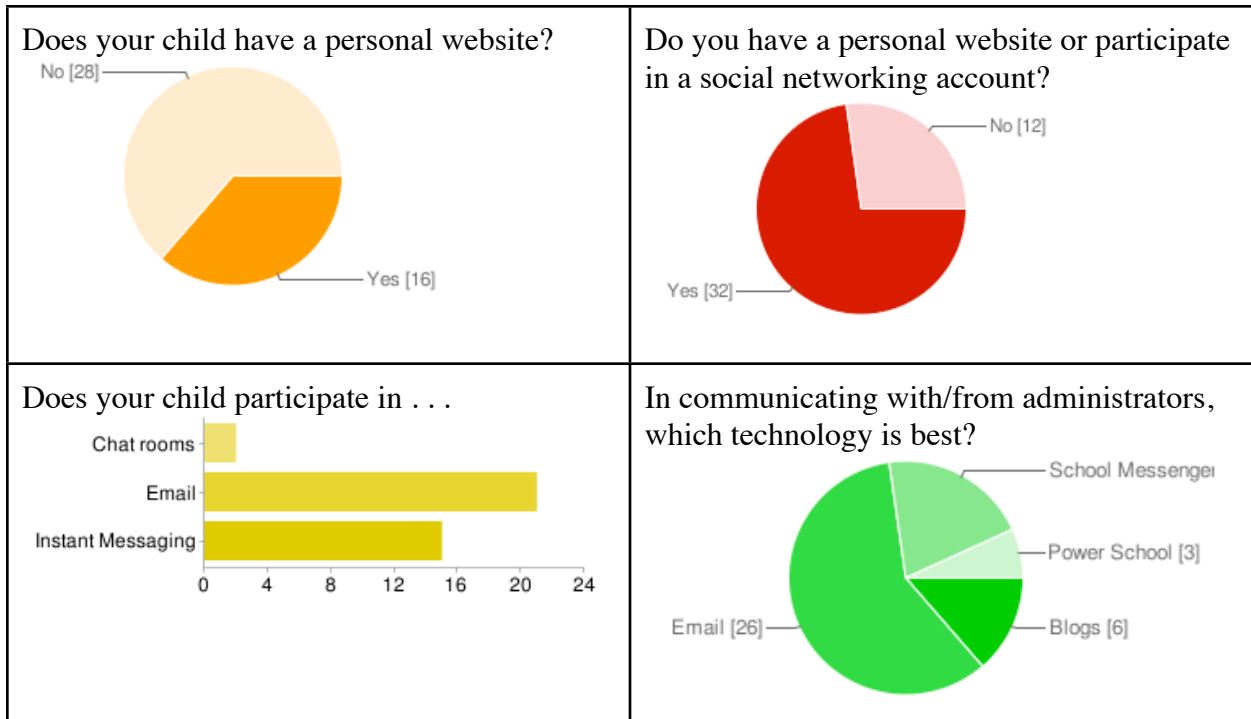 Does your child have a personal website?
No [28]
Yes [16]
Do you have a personal website or participate
in a social networking account?
No [12]
Yes [32]
Does your child participate in . . .
Chat rooms
Email
Instant Messaging
0 4 8 12 16 20 24
In communicating with/from administrators,
which technology is best?
School Messenger
Power School [3]
Email [26]
Blogs [6]